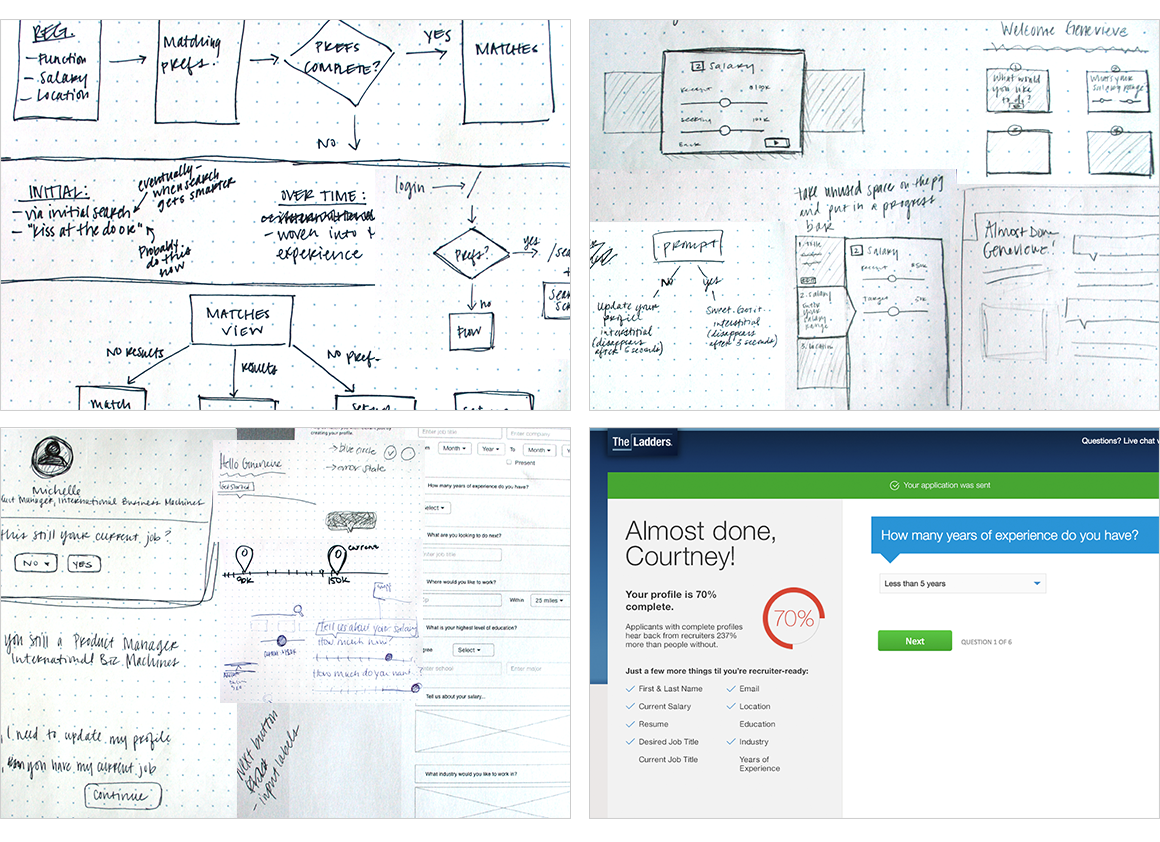 REG.
- Function
- Salary
- Location
Matching
prefs.
PREFS
COMPLETE?
YES
MATCHES
NO
INITIAL:
- via initial search
- "kiss at the door"
eventually -
when search
gets smarter
Probably
do this
now
OVER TIME:
- woven into
experience
login
/
PREFS?
yes
no
FLOW
MATCHES
VIEW
NO RESULTS
results
NO pref.
match
Welcome Genevieve
2 Salary
Back
1
What would
you like
to do?
2
What's your
salary range?
take unused space on the pg
and put in a progress
bar
prompt
no
yes
Update your
profile
interstitial
(disappears
after 6 seconds)
Sweet. Got it.
interstitial
(disappears
after 3 seconds)
1. title
2. Salary
Enter
your
salary
range
3. Location
2 Salary
Almost Done
Genevieve!
Michelle
Product Manager, International Business Machines
this still your current job?
NO
YES
you still a Product Manager
International Biz. Machines
I need to update my profile
you have my current job
Continue
Hello Genevieve
Get Started
→ blue circle
→ error state
current
90K
150K
Tell us about your salary
How much now?
How much do you want?
Next button
- input labels
creating your profile.
Enter job title
Enter company
Month
Year
To
Month
Present
How many years of experience do you have?
Select
What are you looking to do next?
Enter job title
Where would you like to work?
Within
25 miles
What is your highest level of education?
Select
Enter school
Enter major
Tell us about your salary...
What industry would you like to work in?
The Ladders
Questions? Live chat
Your application was sent
Almost done,
Courtney!
Your profile is 70%
complete.
Applicants with complete profiles
hear back from recruiters 237%
more than people without.
70%
Just a few more things til you're recruiter-ready:
First & Last Name
Email
Current Salary
Location
Resume
Education
Desired Job Title
Industry
Current Job Title
Years of
Experience
How many years of experience do you have?
Less than 5 years
Next
QUESTION 1 OF 6